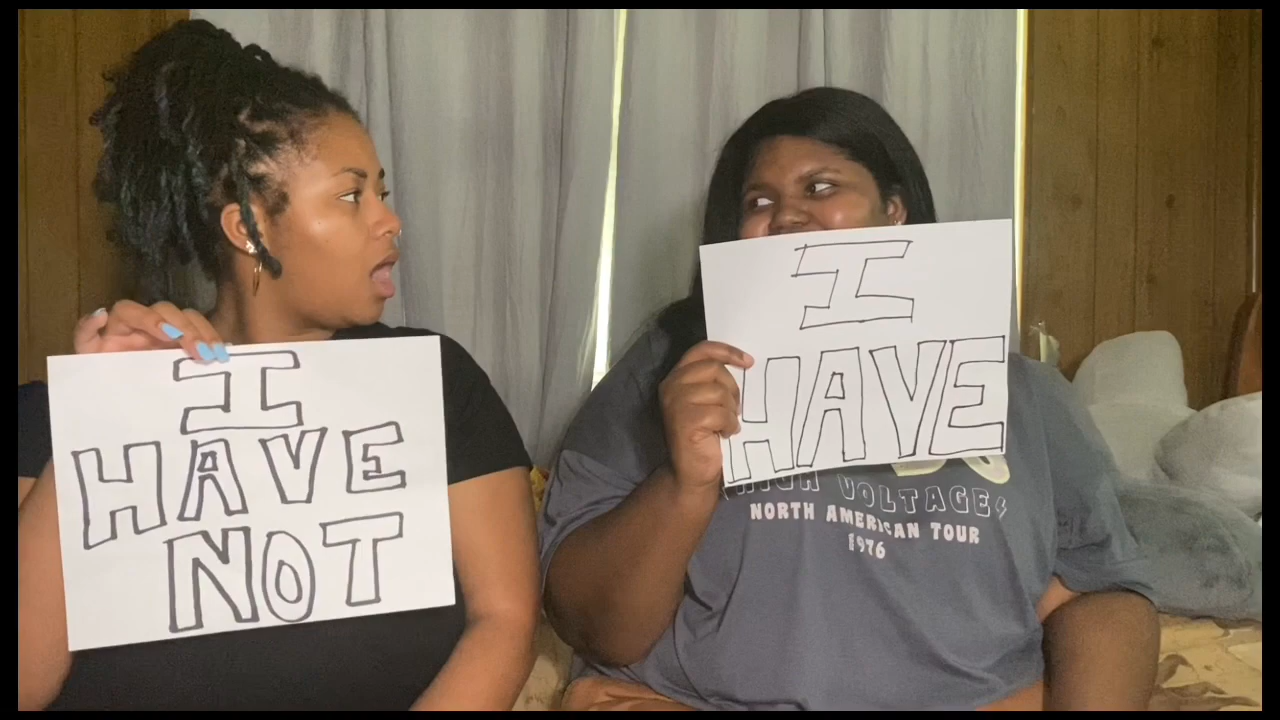 I
HAVE
NOT
I
HAVE
HIGH VOLTAGE
NORTH AMERICAN TOUR
1976